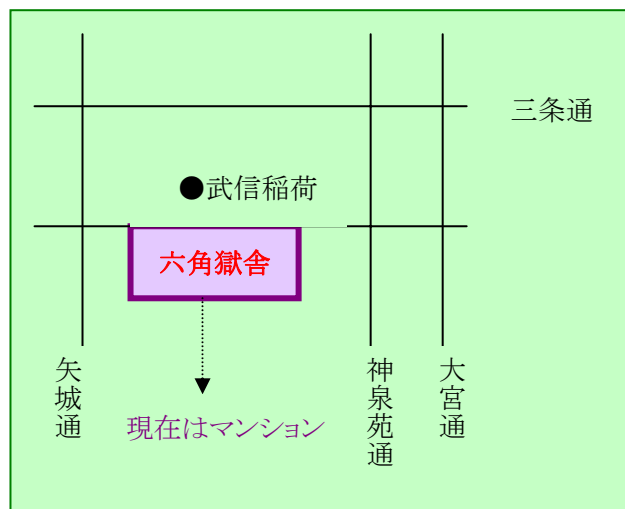 三条通
●武信稲荷
六角獄舎
現在はマンション
矢城通
神泉苑通
大宮通